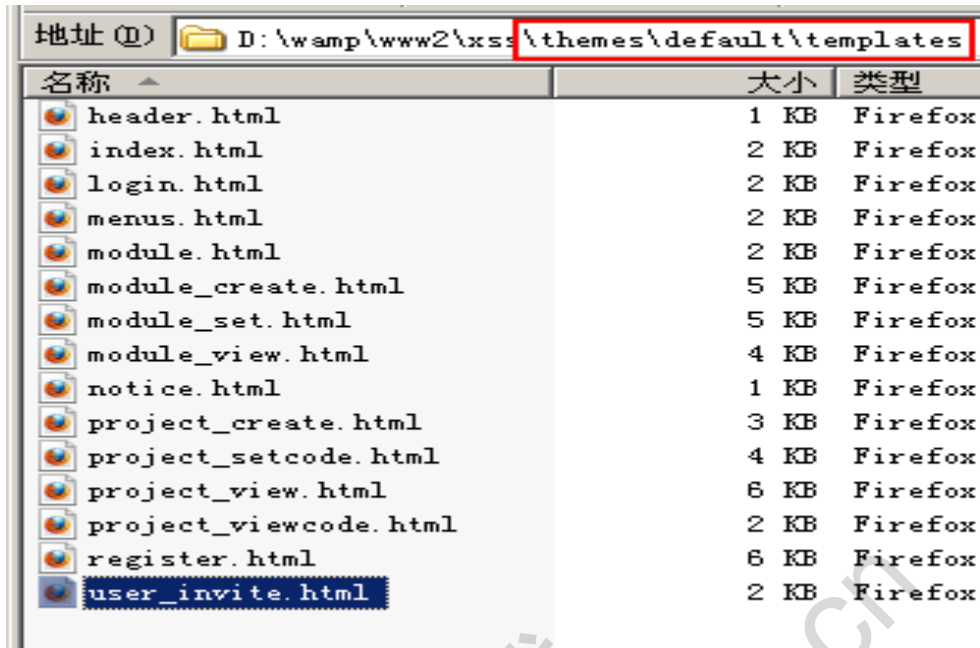 地址(D) D:\wamp\www2\xss\themes\default\templates
名称 大小 类型
header.html 1 KB Firefox
index.html 2 KB Firefox
login.html 2 KB Firefox
menus.html 2 KB Firefox
module.html 2 KB Firefox
module_create.html 5 KB Firefox
module_set.html 5 KB Firefox
module_view.html 4 KB Firefox
notice.html 1 KB Firefox
project_create.html 3 KB Firefox
project_setcode.html 4 KB Firefox
project_view.html 6 KB Firefox
project_viewcode.html 2 KB Firefox
register.html 6 KB Firefox
user_invite.html 2 KB Firefox
cn